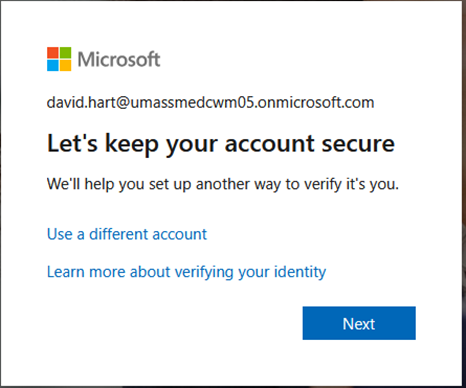 Microsoft
david.hart@umassmedcwm05.onmicrosoft.com
Let's keep your account secure
We'll help you set up another way to verify it's you.
Use a different account
Learn more about verifying your identity
Next